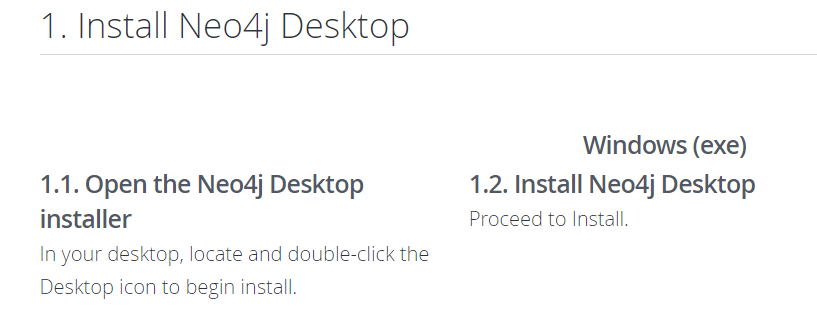 1. Install Neo4j Desktop
Windows (exe)
1.1. Open the Neo4j Desktop
installer
In your desktop, locate and double-click the
Desktop icon to begin install.
1.2. Install Neo4j Desktop
Proceed to Install.